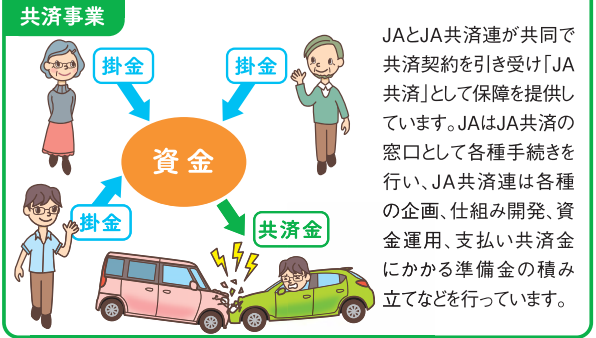 共済事業
掛金
掛金
資金
掛金
共済金
JAとJA共済連が共同で
共済契約を引き受け「JA
共済」として保障を提供し
ています。JAはJA共済の
窓口として各種手続きを
行い、JA共済連は各種
の企画、仕組み開発、資
金運用、支払い共済金
にかかる準備金の積み
立てなどを行っています。